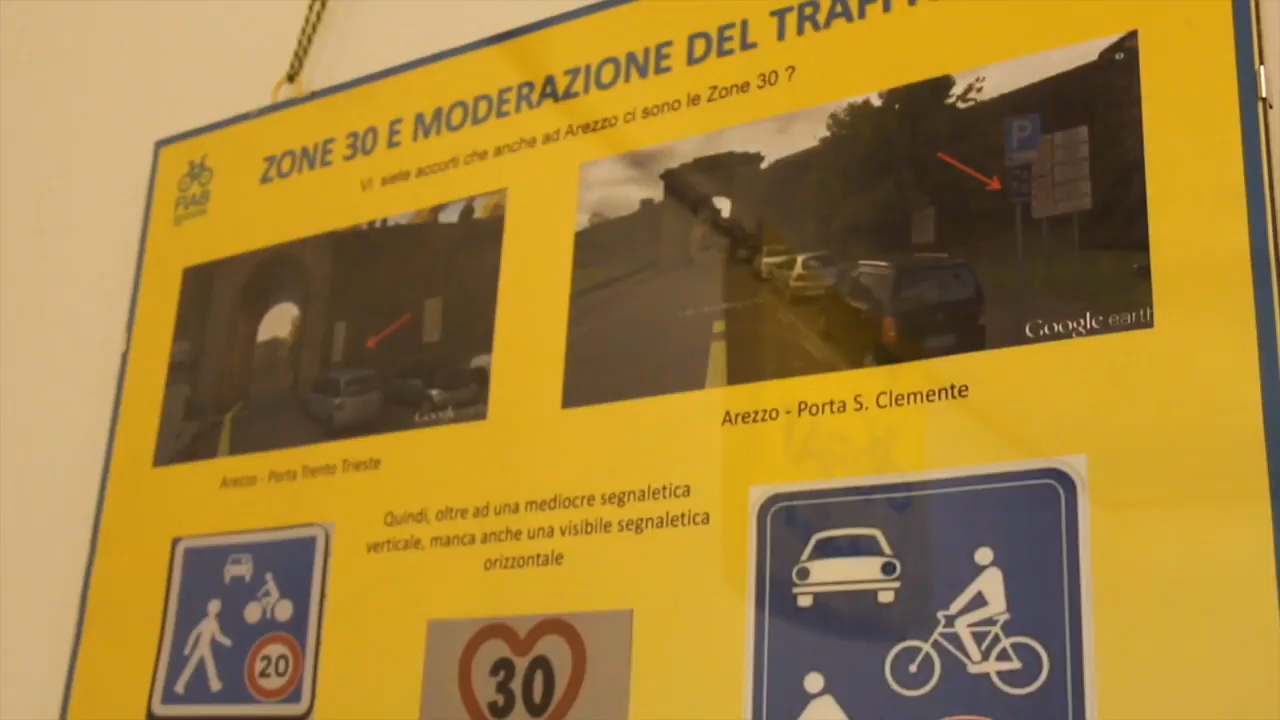 ZONE 30 E MODERAZIONE DEL
Vi siete accorti che anche ad Arezzo ci sono le Zone 30 ?
FIAB
P
Google
Google earth
Arezzo - Porta Trento Trieste
Arezzo - Porta S. Clemente
Quindi, oltre ad una mediocre segnaletica
verticale, manca anche una visibile segnaletica
orizzontale
20
30